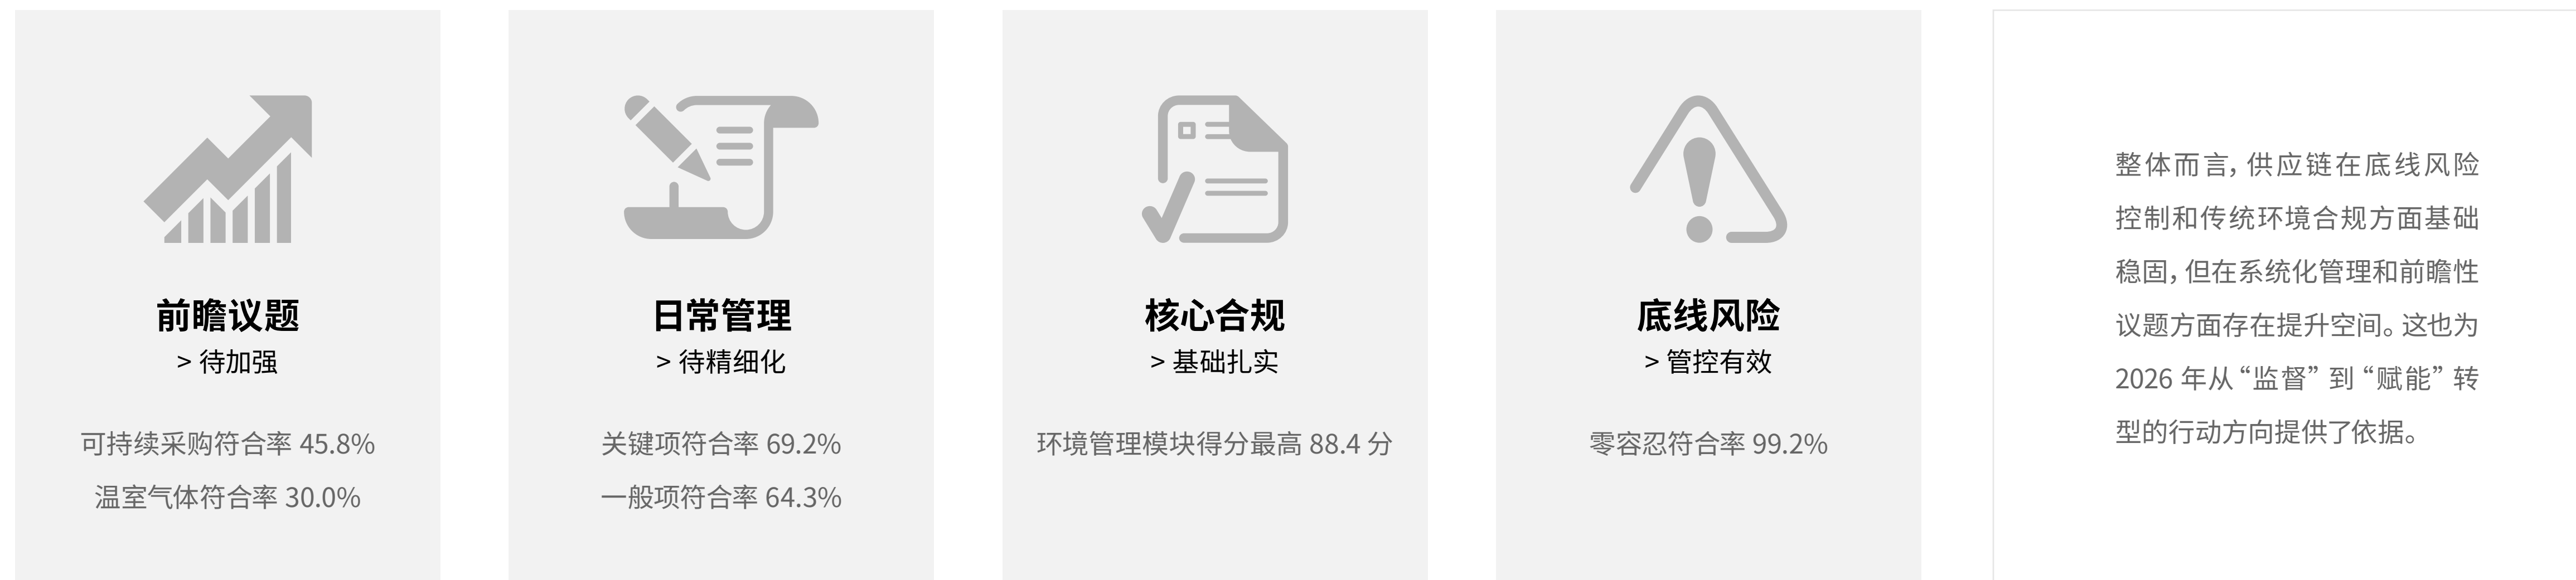 前瞻议题
> 待加强
可持续采购符合率 45.8%
温室气体符合率 30.0%
日常管理
> 待精细化
关键项符合率 69.2%
一般项符合率 64.3%
核心合规
> 基础扎实
环境管理模块得分最高 88.4 分
底线风险
> 管控有效
零容忍符合率 99.2%
整体而言，供应链在底线风险
控制和传统环境合规方面基础
稳固，但在系统化管理和前瞻性
议题方面存在提升空间。这也为
2026 年从“监督”到“赋能”转
型的行动方向提供了依据。